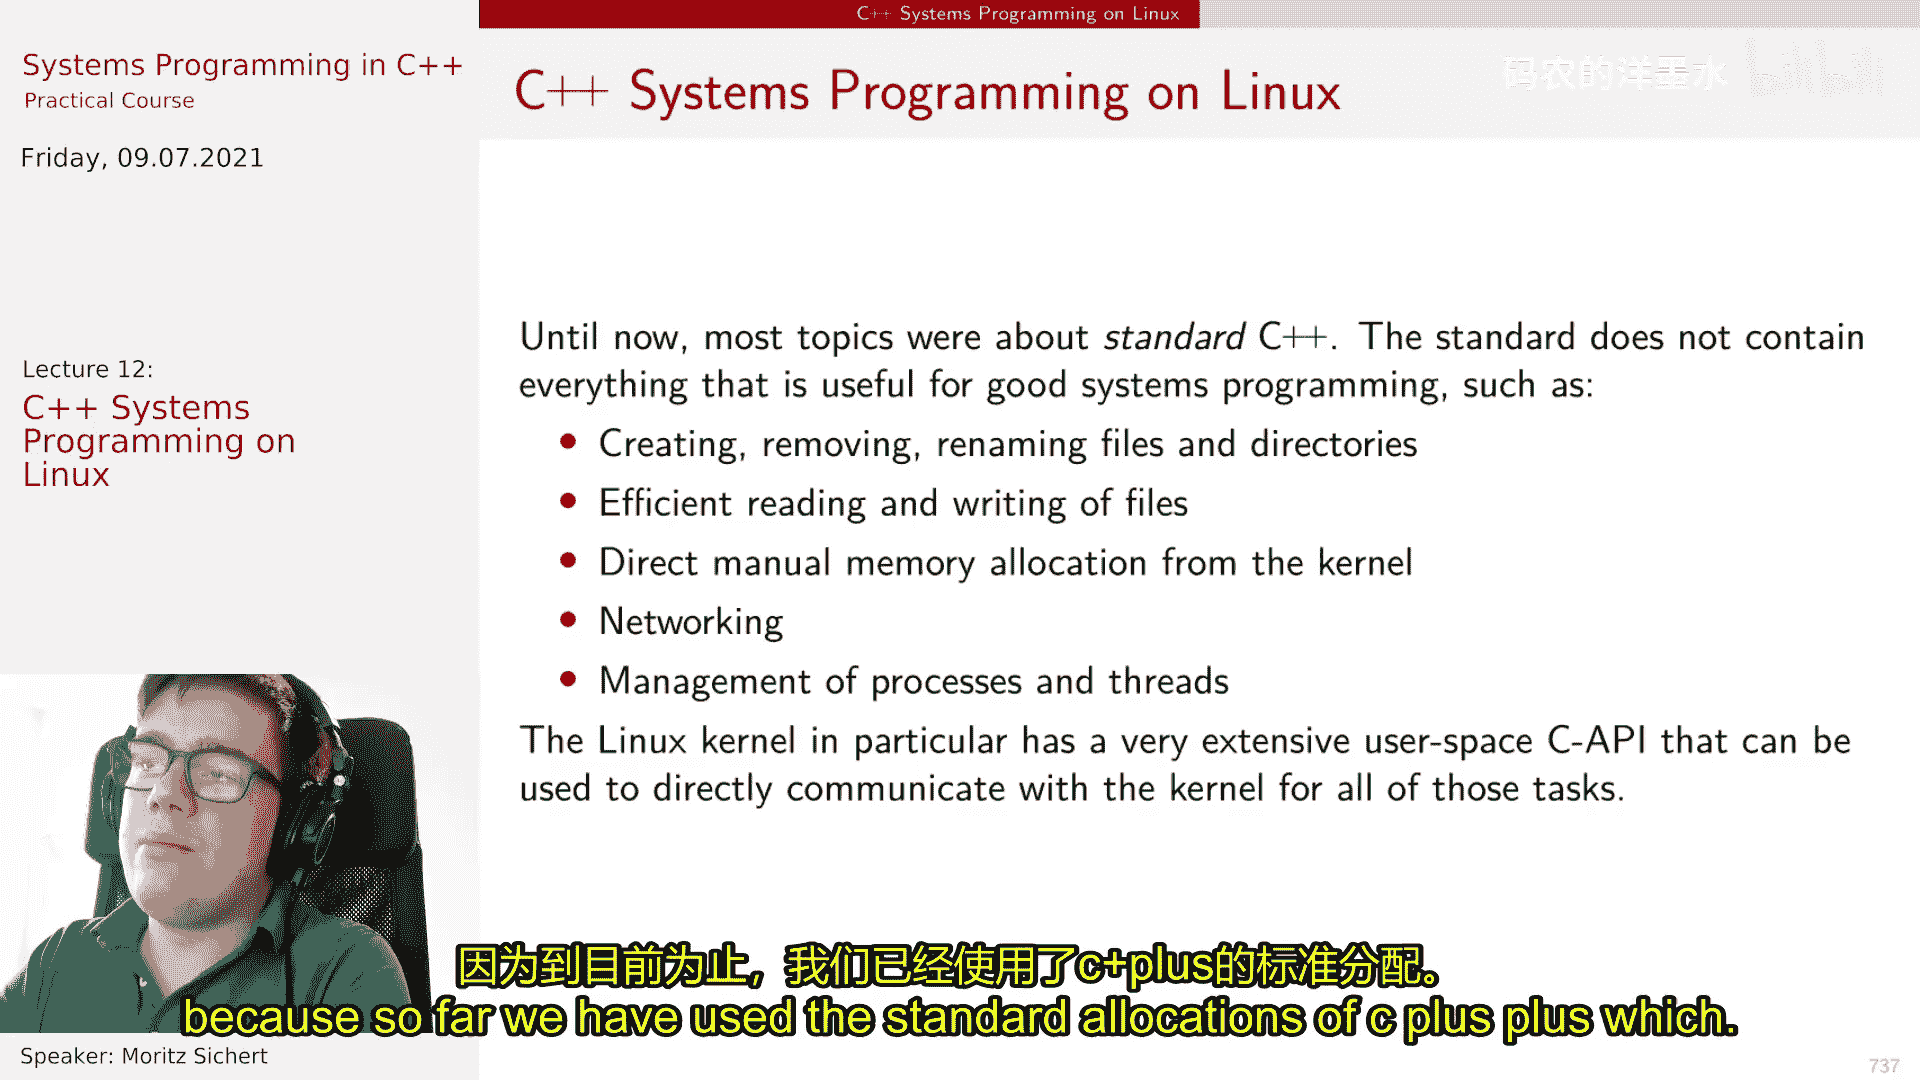 C++ Systems Programming on Linux
Systems Programming in C++
Practical Course
Friday, 09.07.2021
C++ Systems Programming on Linux
码农的洋墨水
Until now, most topics were about standard C++. The standard does not contain
everything that is useful for good systems programming, such as:
• Creating, removing, renaming files and directories
• Efficient reading and writing of files
• Direct manual memory allocation from the kernel
• Networking
• Management of processes and threads
The Linux kernel in particular has a very extensive user-space C-API that can be
used to directly communicate with the kernel for all of those tasks.
Lecture 12:
C++ Systems
Programming on
Linux
因为到目前为止，我们已经使用了c+plus的标准分配。
because so far we have used the standard allocations of c plus plus which.
Speaker: Moritz Sichert
737